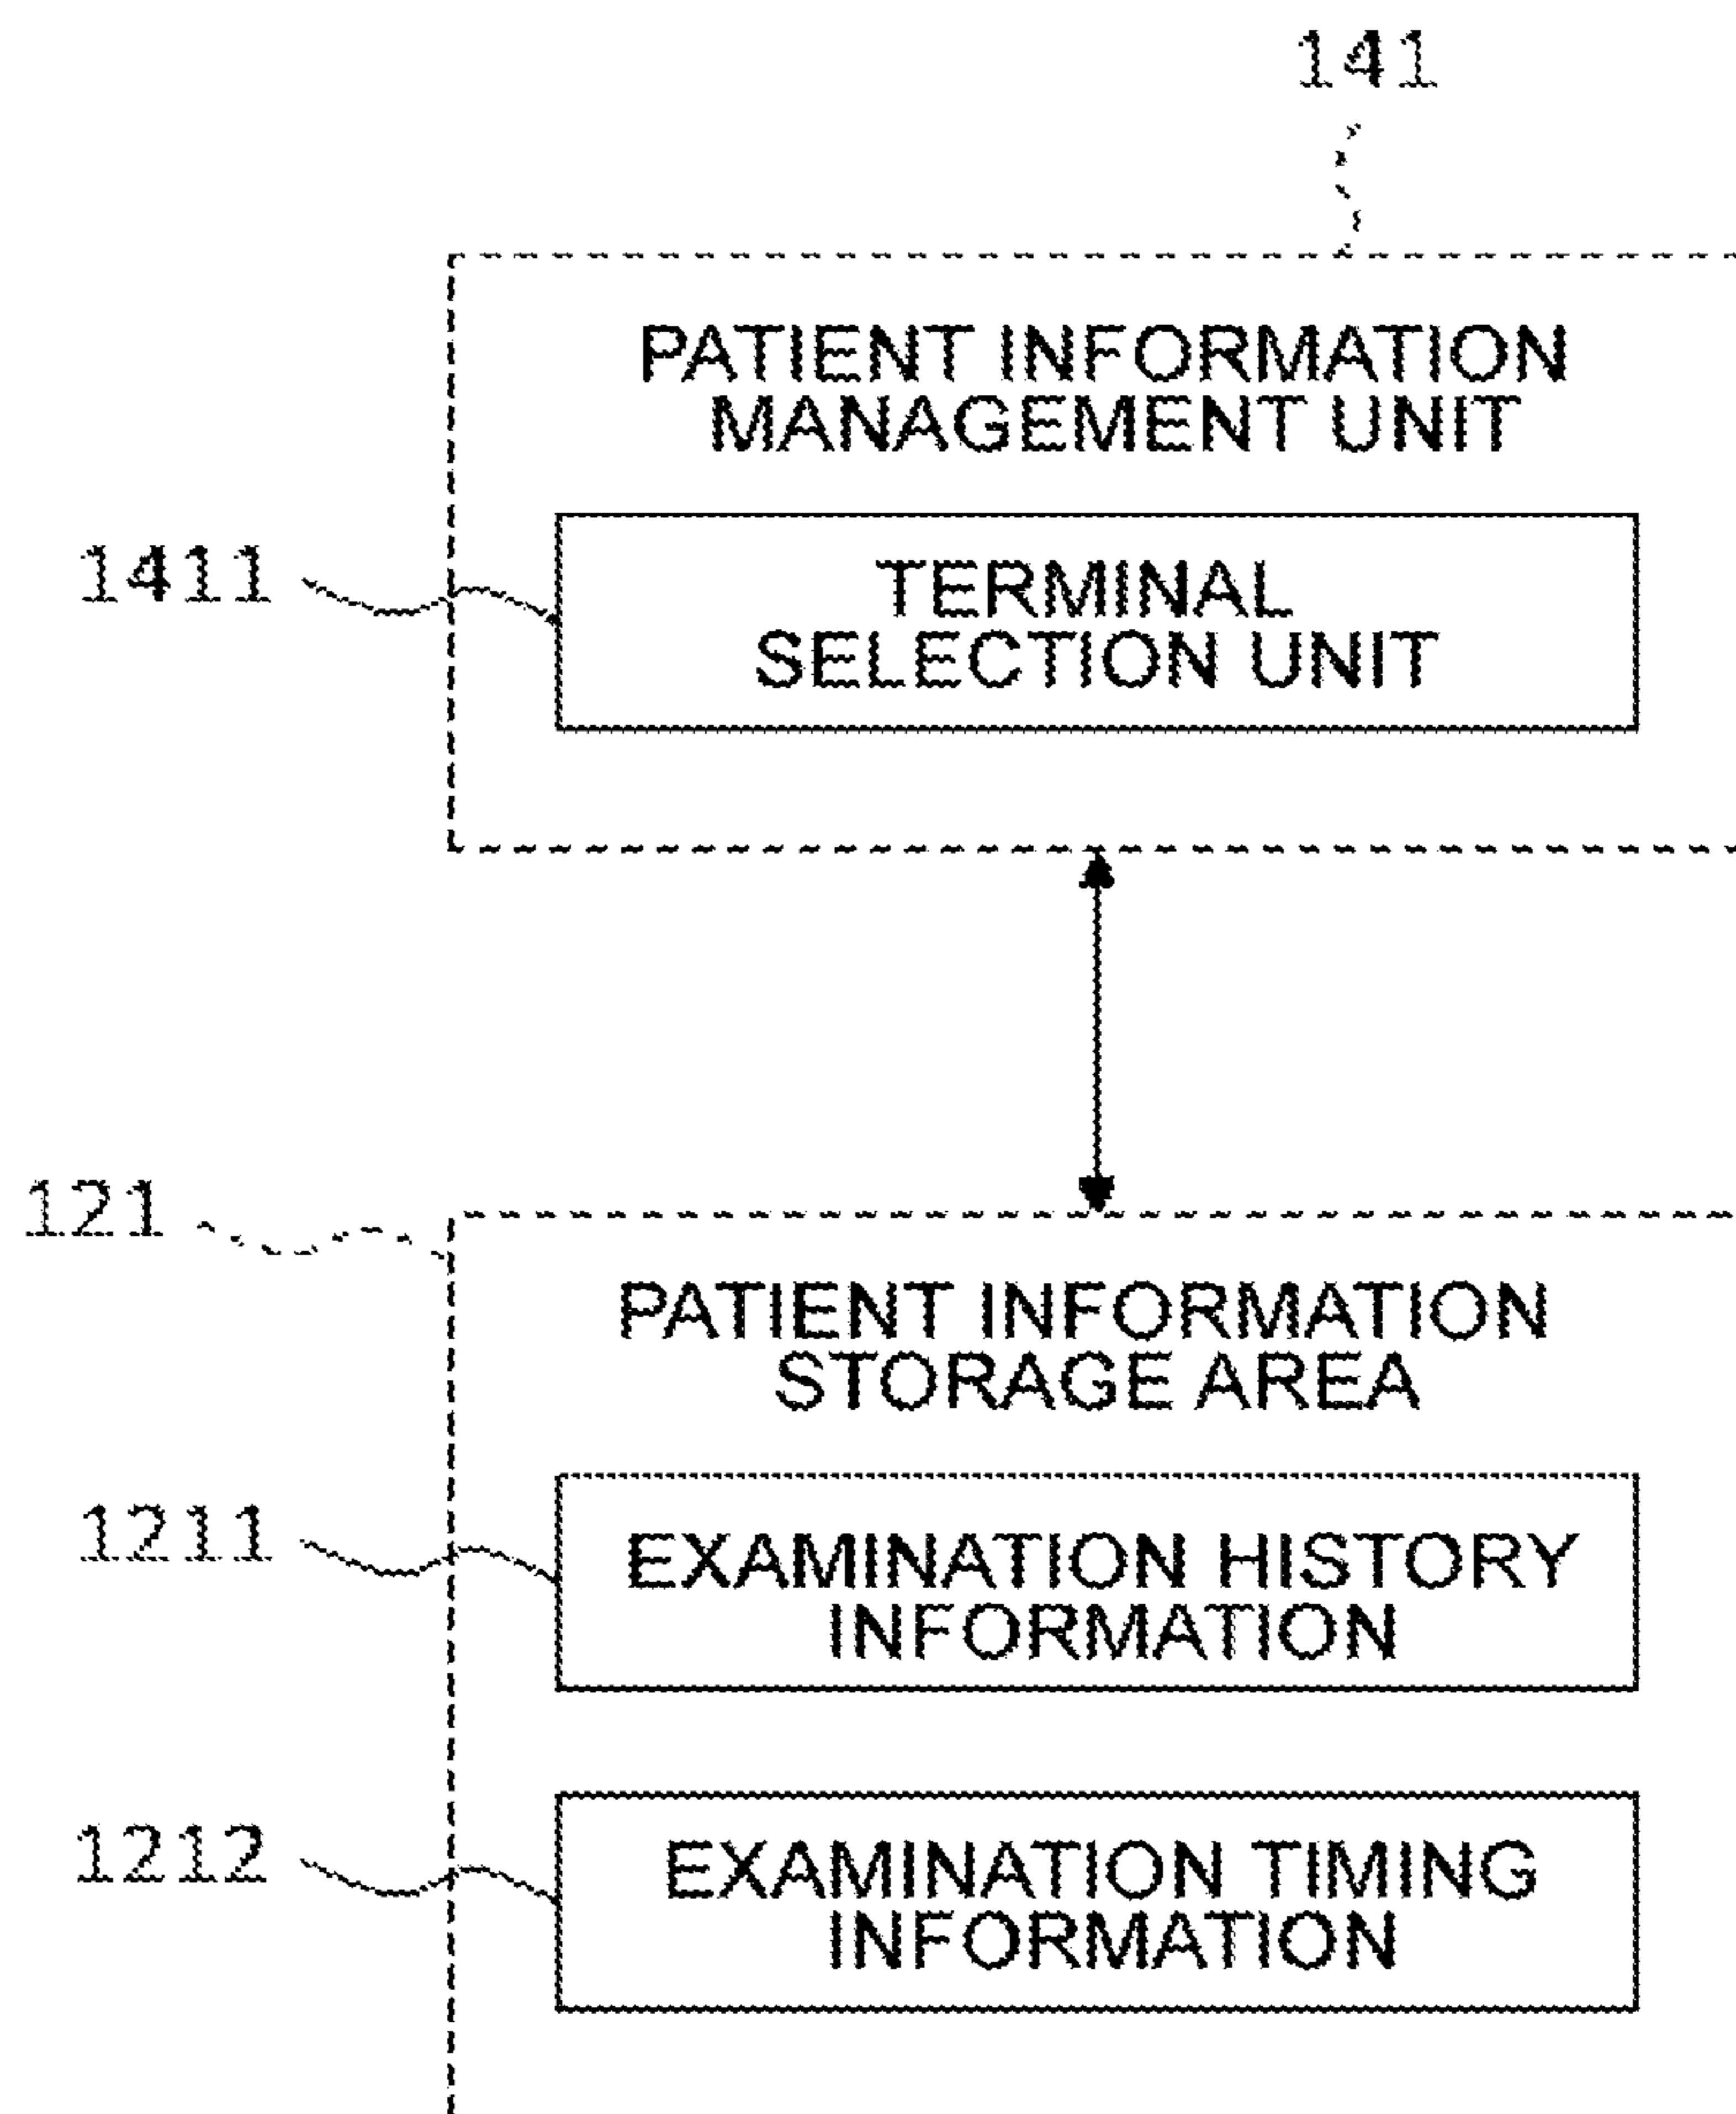 141
PATIENT INFORMATION
MANAGEMENT UNIT
1411
TERMINAL
SELECTION UNIT
121
PATIENT INFORMATION
STORAGE AREA
1211
EXAMINATION HISTORY
INFORMATION
1212
EXAMINATION TIMING
INFORMATION